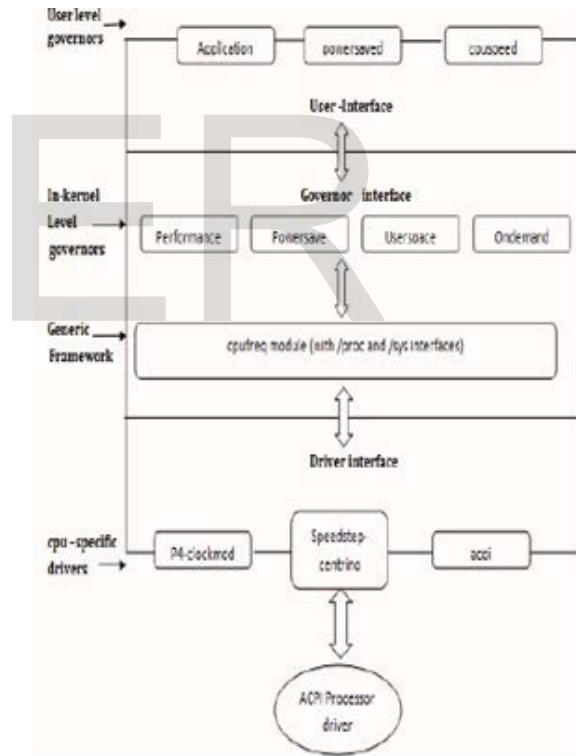 User level
governors
Application
powersaved
cpuspeed
User -Interface
ER
In-kernel
Level
governors
Governor interface
Performance
Powersave
Userspace
Ondemand
Generic
Framework
cpufreq module (with /proc and /sys interfaces)
Driver interface
cpu -specific
drivers
P4-clockmod
Speedstep-
centrino
acpi
ACPI Processor
driver